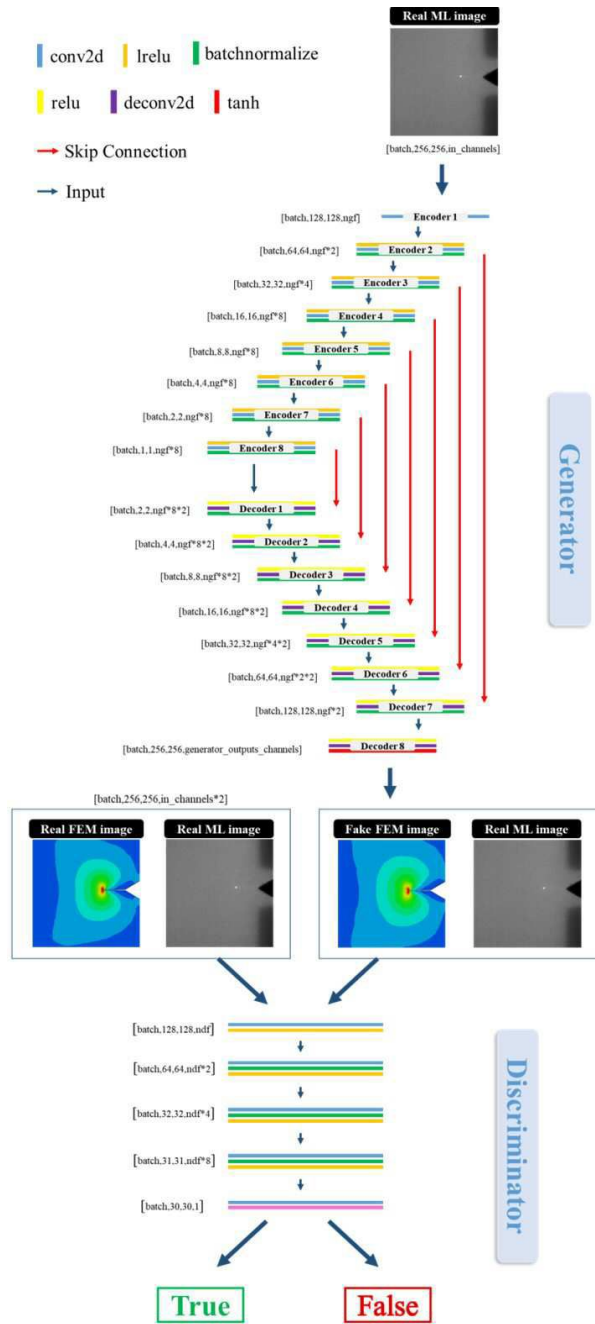 Real ML image
conv2d lrelu batchnormalize
relu deconv2d tanh
Skip Connection
Input
[batch,256,256,in_channels]
[batch,128,128,ngf] Encoder 1
[batch,64,64,ngf*2] Encoder 2
[batch,32,32,ngf*4] Encoder 3
[batch,16,16,ngf*8] Encoder 4
[batch,8,8,ngf*8] Encoder 5
[batch,4,4,ngf*8] Encoder 6
[batch,2,2,ngf*8] Encoder 7
[batch,1,1,ngf*8] Encoder 8
[batch,2,2,ngf*8*2] Decoder 1
[batch,4,4,ngf*8*2] Decoder 2
[batch,8,8,ngf*8*2] Decoder 3
[batch,16,16,ngf*8*2] Decoder 4
[batch,32,32,ngf*4*2] Decoder 5
[batch,64,64,ngf*2*2] Decoder 6
[batch,128,128,ngf*2] Decoder 7
[batch,256,256,generator_outputs_channels] Decoder 8
Generator
[batch,256,256,in_channels*2]
Real FEM image Real ML image
Fake FEM image Real ML image
[batch,128,128,ndf]
[batch,64,64,ndf*2]
[batch,32,32,ndf*4]
[batch,31,31,ndf*8]
[batch,30,30,1]
Discriminator
True False